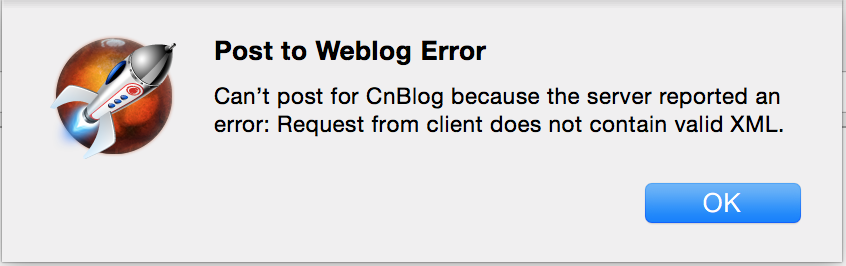 Post to Weblog Error
Can’t post for CnBlog because the server reported an
error: Request from client does not contain valid XML.
OK